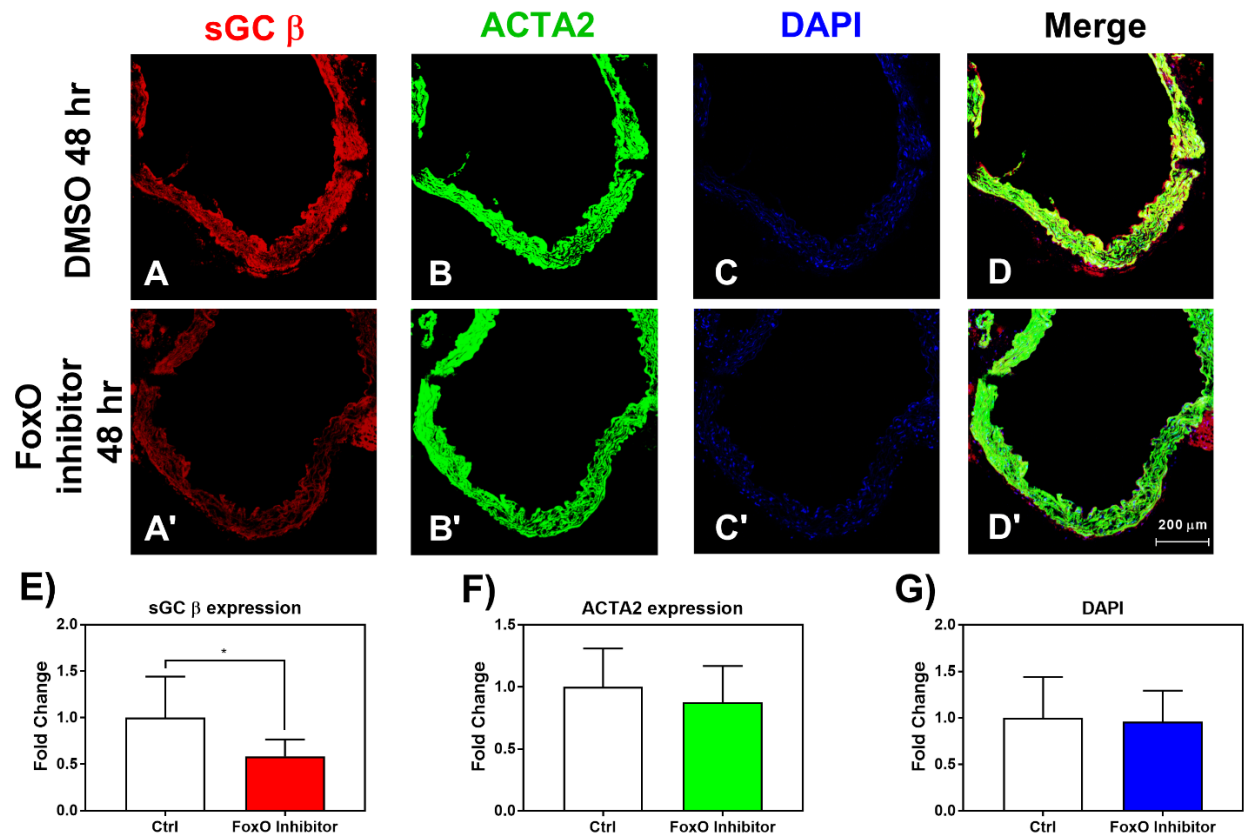 sGC β
ACTA2
DAPI
Merge
DMSO 48 hr
A
B
C
D
FoxO
inhibitor
48 hr
A'
B'
C'
D'
200 μm
E)
sGC β expression
Fold Change
2.0
1.5
1.0
0.5
0.0
*
Ctrl
FoxO Inhibitor
F)
ACTA2 expression
Fold Change
1.5
1.0
0.5
0.0
Ctrl
FoxO Inhibitor
G)
DAPI
Fold Change
2.0
1.5
1.0
0.5
0.0
Ctrl
FoxO Inhibitor